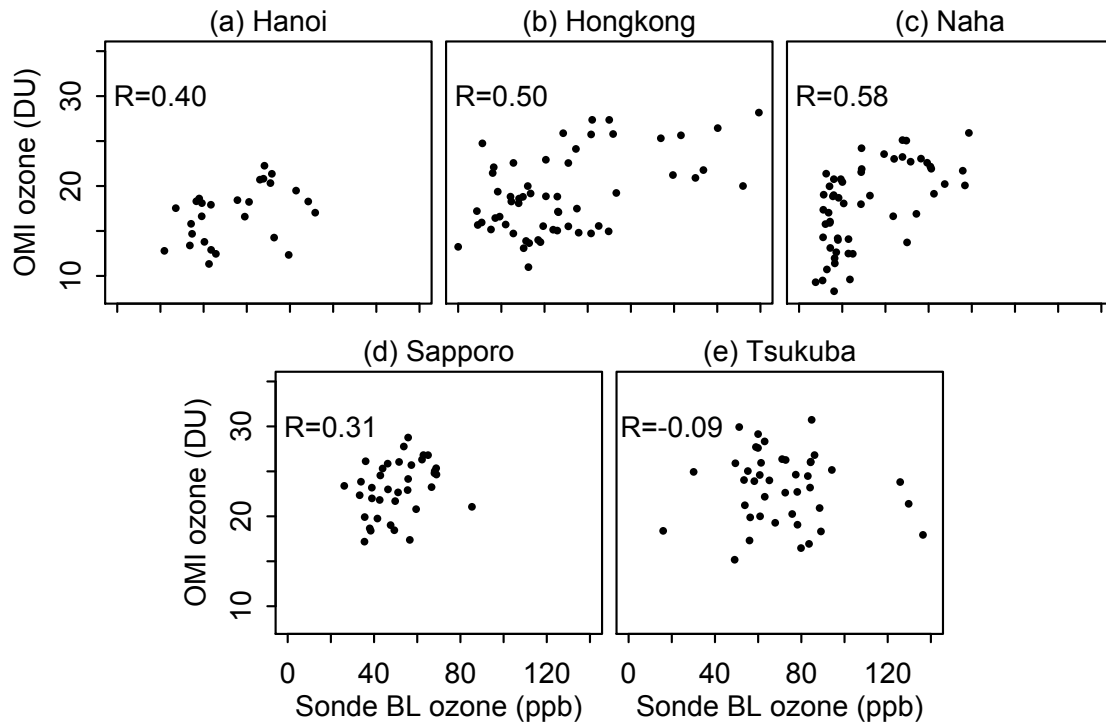 (a) Hanoi (b) Hongkong (c) Naha
OMI ozone (DU)
30
20
10
R=0.40
R=0.50
R=0.58
(d) Sapporo (e) Tsukuba
OMI ozone (DU)
30
20
10
R=0.31
R=-0.09
0 40 80 120 0 40 80 120
Sonde BL ozone (ppb) Sonde BL ozone (ppb)